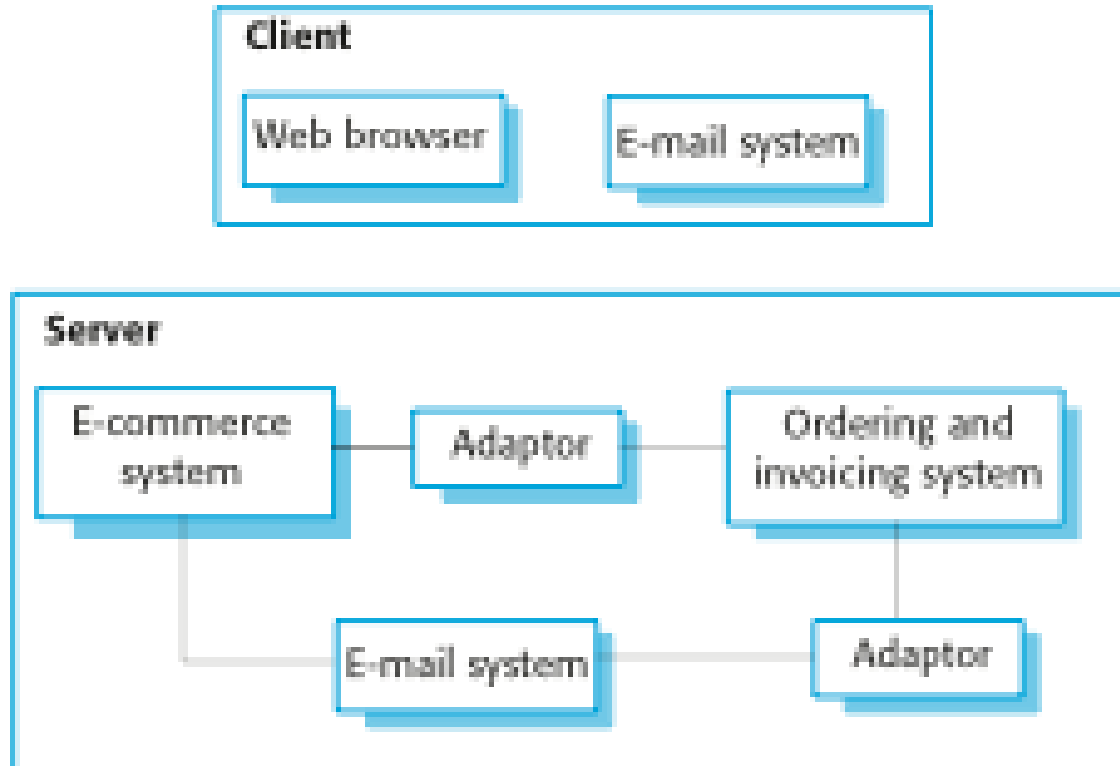 Client
Web browser
E-mail system
Server
E-commerce
system
Adaptor
Ordering and
invoicing system
E-mail system
Adaptor